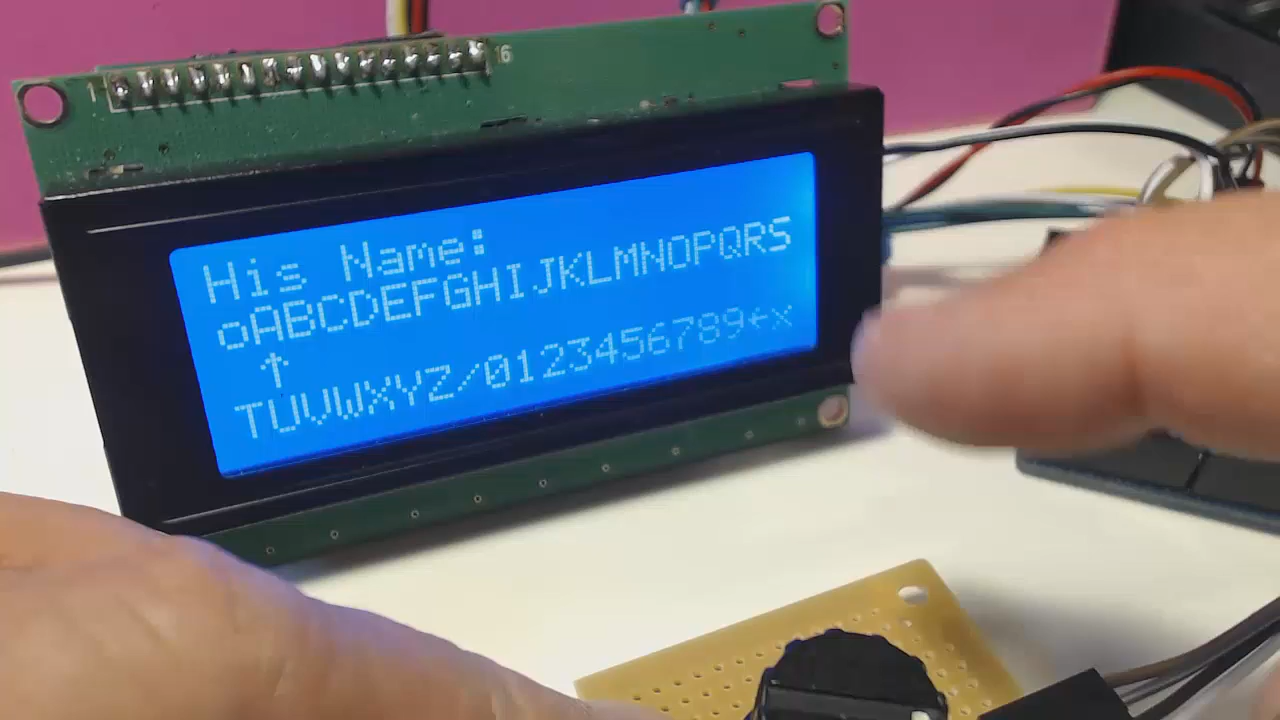 1 16
His Name:
oABCDEFGHIJKLMNOPQRS
↑
TUVWXYZ/0123456789←x